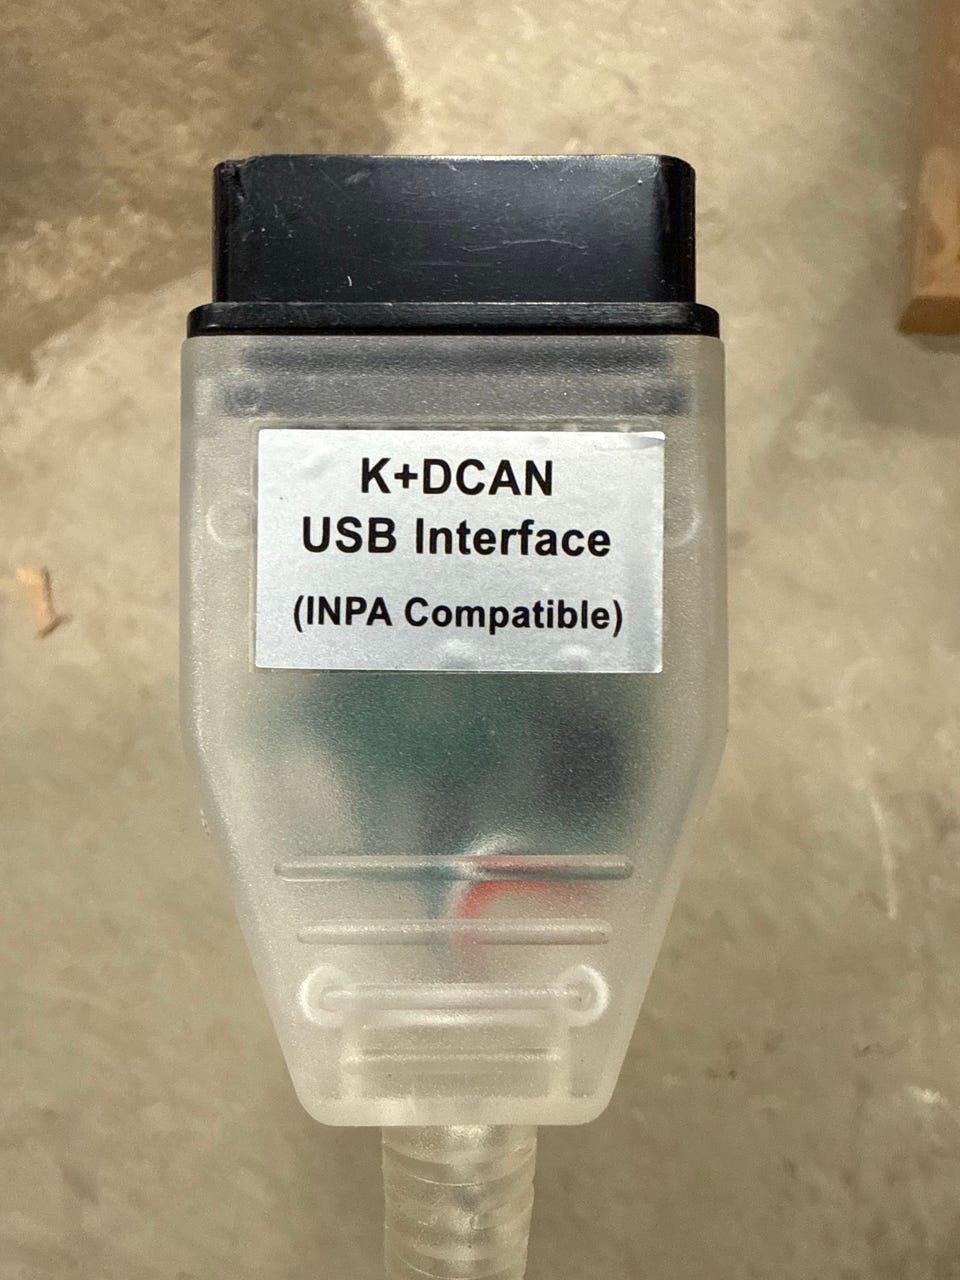 K+DCAN
USB Interface
(INPA Compatible)